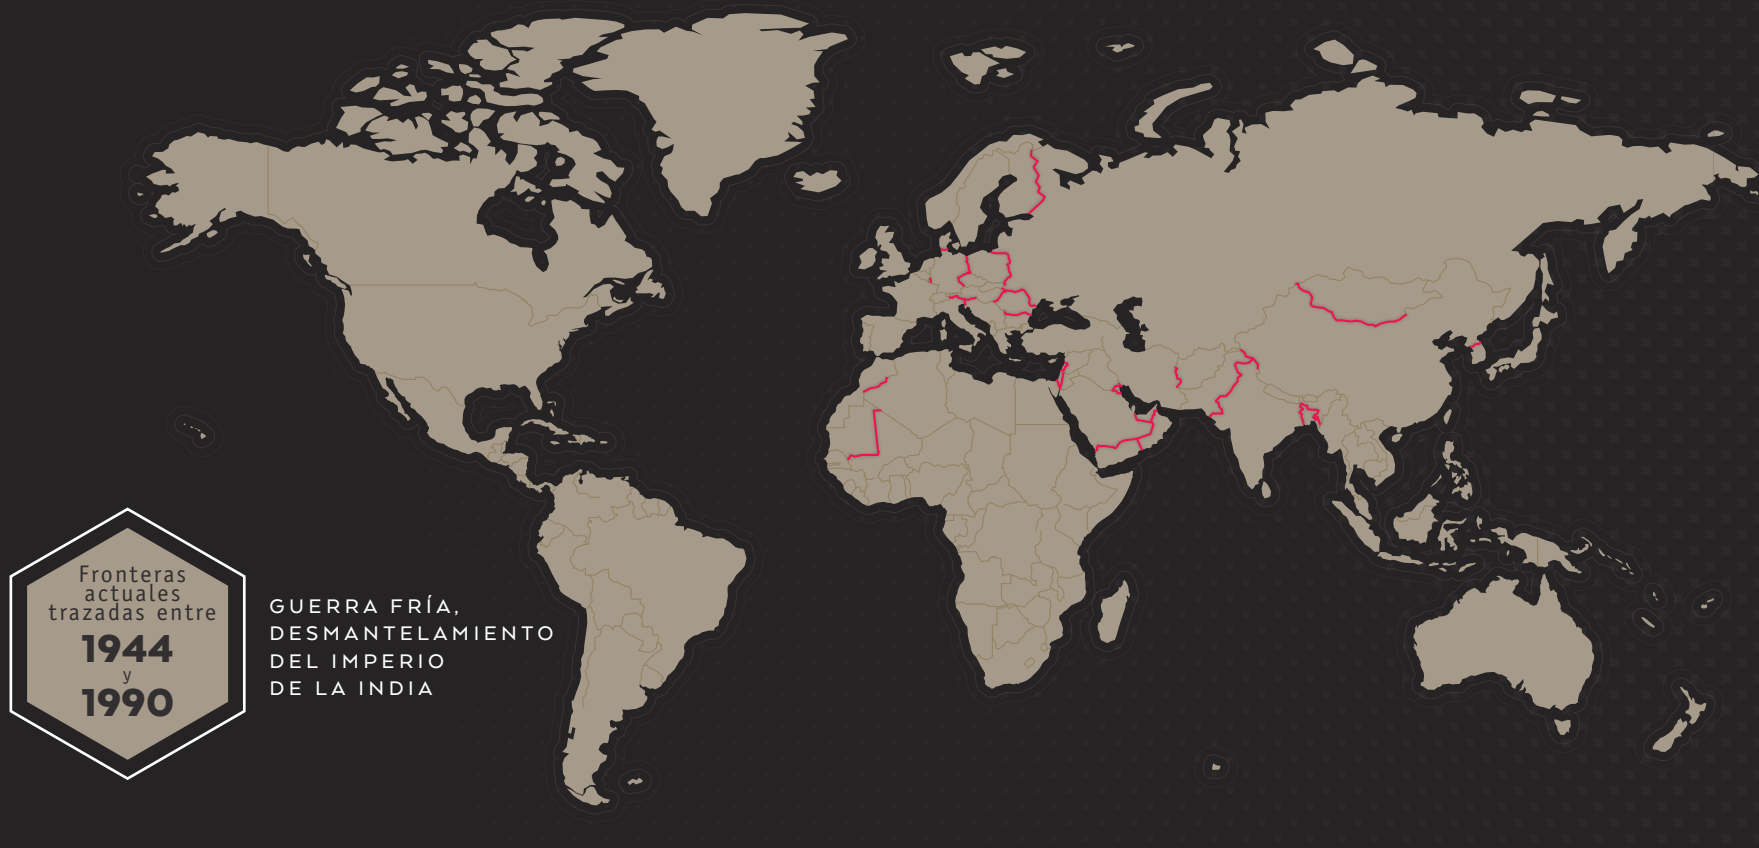 Fronteras
actuales
trazadas entre
1944
y
1990
GUERRA FRÍA,
DESMANTELAMIENTO
DEL IMPERIO
DE LA INDIA